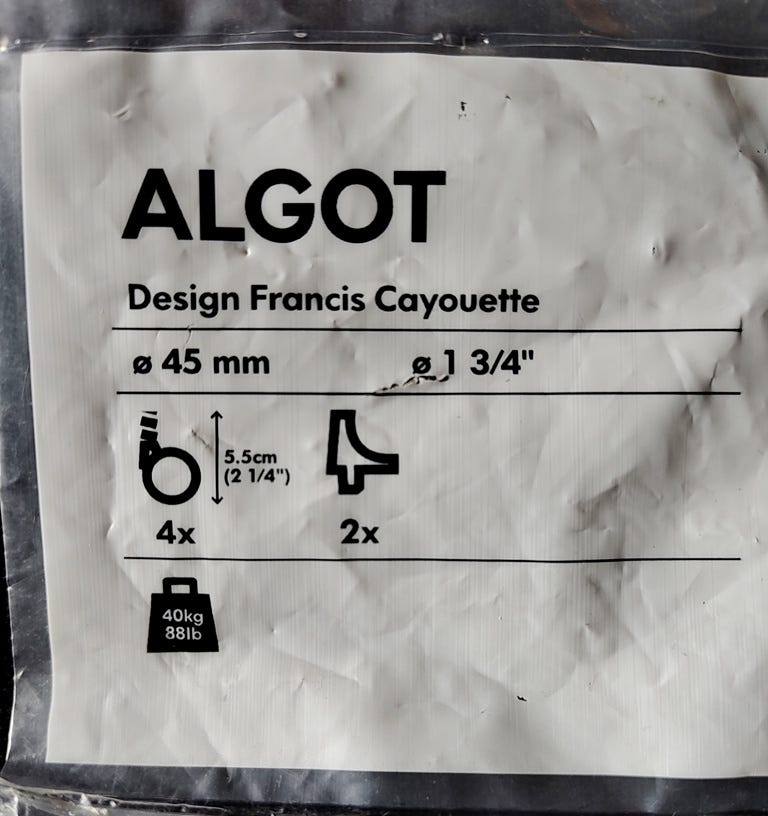 ALGOT
Design Francis Cayouette
ø 45 mm ø 1 3/4"
5.5cm
(2 1/4")
4x 2x
40kg
88lb